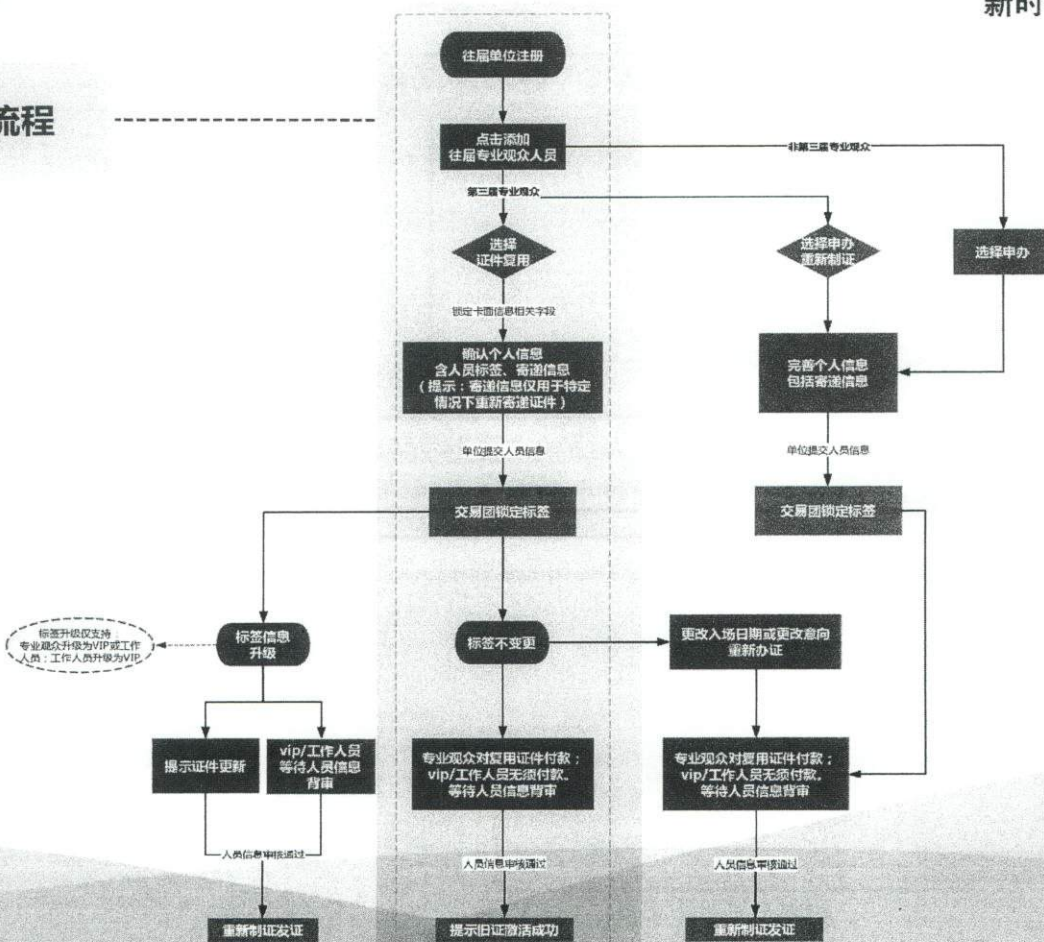 新时
流程
往届单位注册
点击添加
往届专业观众人员
非第三届专业观众
第三届专业观众
选择
证件复用
选择申办
重新制证
选择申办
锁定卡面信息相关字段
确认个人信息
含人员标签、寄递信息
（提示：寄递信息仅用于特定
情况下重新寄递证件）
完善个人信息
包括寄递信息
单位提交人员信息
单位提交人员信息
交易团锁定标签
交易团锁定标签
标签升级仅支持
专业观众升级为VIP或工作
人员；工作人员升级为VIP
标签信息
升级
标签不变更
更改入场日期或更改意向
重新办证
提示证件更新
vip/工作人员
等待人员信息
背审
专业观众对复用证件付款；
vip/工作人员无须付款。
等待人员信息背审
专业观众对复用证件付款；
vip/工作人员无须付款。
等待人员信息背审
人员信息审核通过
人员信息审核通过
人员信息审核通过
重新制证发证
提示旧证激活成功
重新制证发证